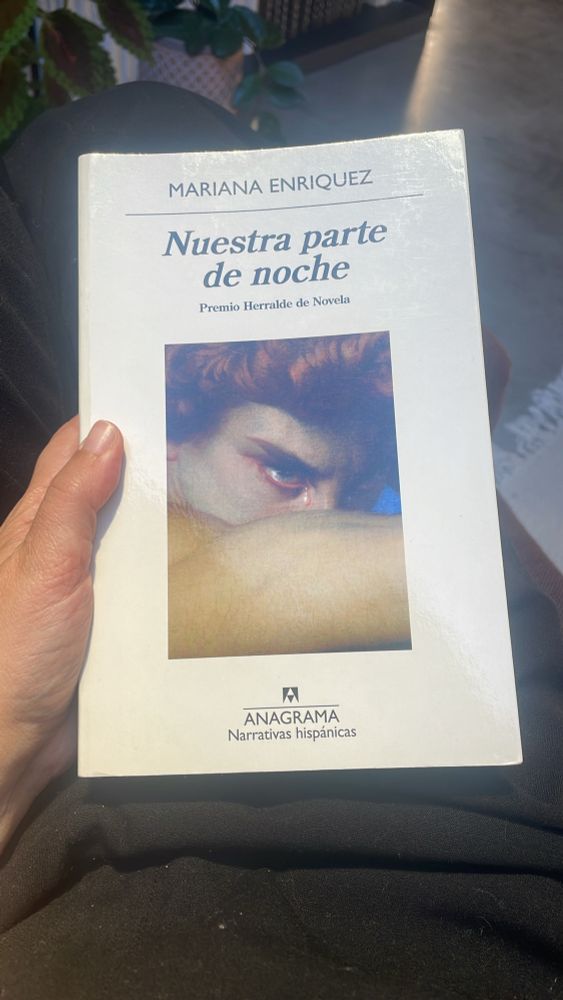 MARIANA ENRIQUEZ
Nuestra parte
de noche
Premio Herralde de Novela
ANAGRAMA
Narrativas hispánicas